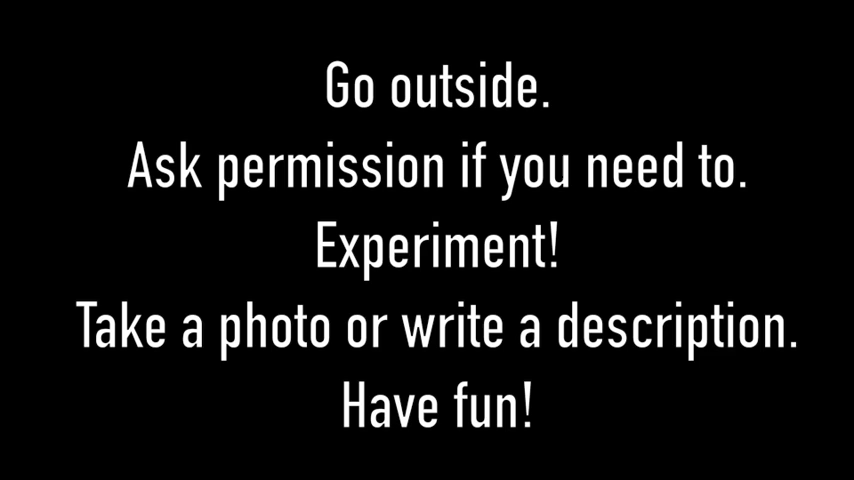 Go outside.
Ask permission if you need to.
Experiment!
Take a photo or write a description.
Have fun!